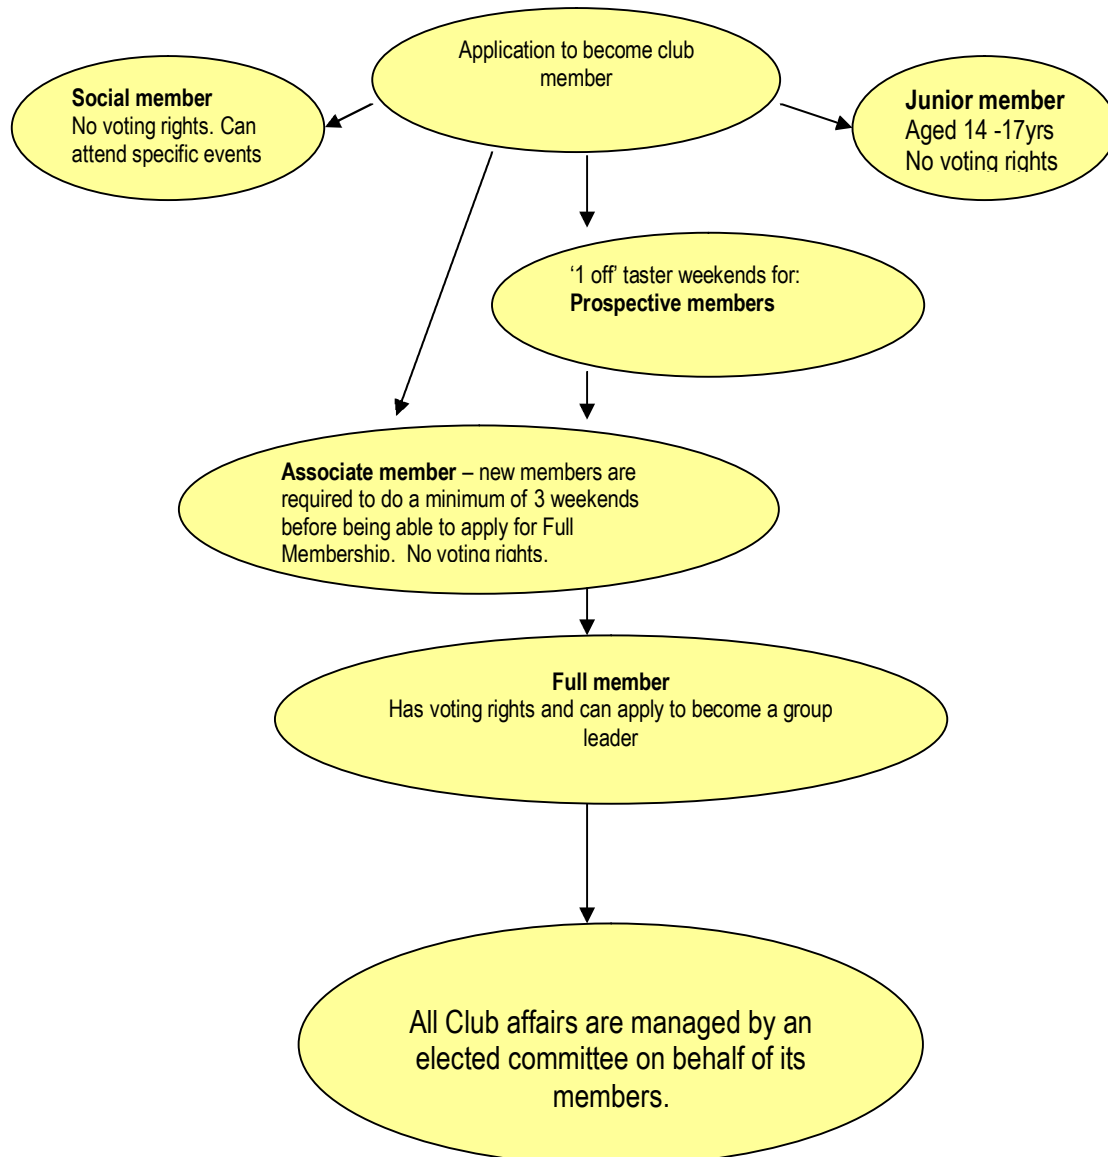 Application to become club
member
Social member
No voting rights. Can
attend specific events
Junior member
Aged 14 -17yrs
No voting rights
‘1 off’ taster weekends for:
Prospective members
Associate member – new members are
required to do a minimum of 3 weekends
before being able to apply for Full
Membership.  No voting rights.
Full member
Has voting rights and can apply to become a group
leader
All Club affairs are managed by an
elected committee on behalf of its
members.